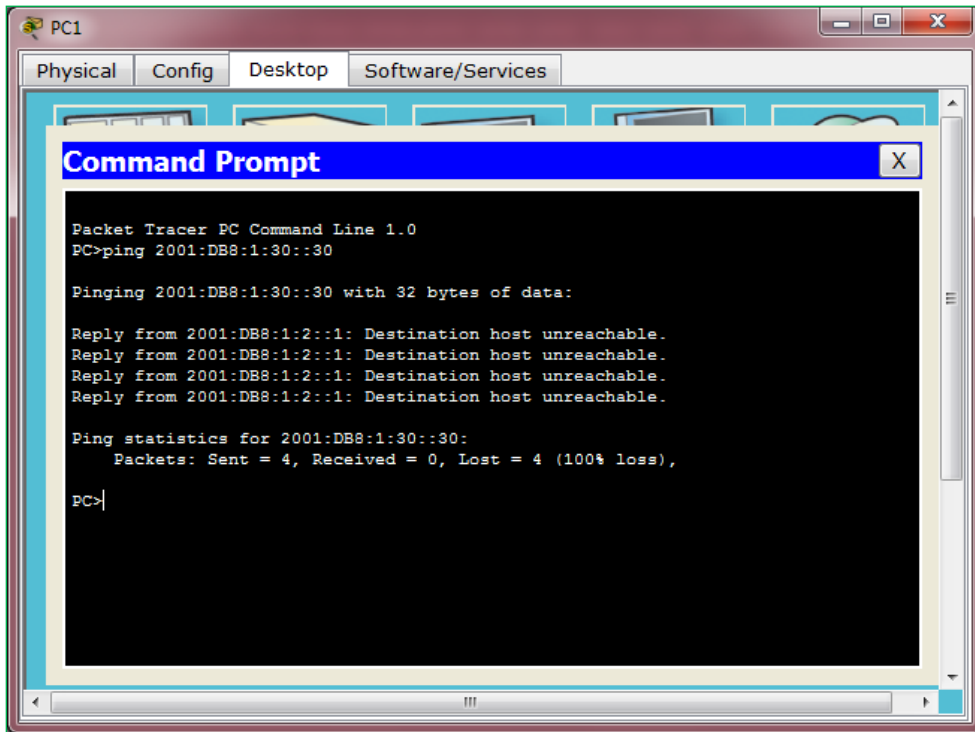 PC1
Physical Config Desktop Software/Services
Command Prompt
X
Packet Tracer PC Command Line 1.0
PC>ping 2001:DB8:1:30::30
Pinging 2001:DB8:1:30::30 with 32 bytes of data:
Reply from 2001:DB8:1:2::1: Destination host unreachable.
Reply from 2001:DB8:1:2::1: Destination host unreachable.
Reply from 2001:DB8:1:2::1: Destination host unreachable.
Reply from 2001:DB8:1:2::1: Destination host unreachable.
Ping statistics for 2001:DB8:1:30::30:
Packets: Sent = 4, Received = 0, Lost = 4 (100% loss),
PC>